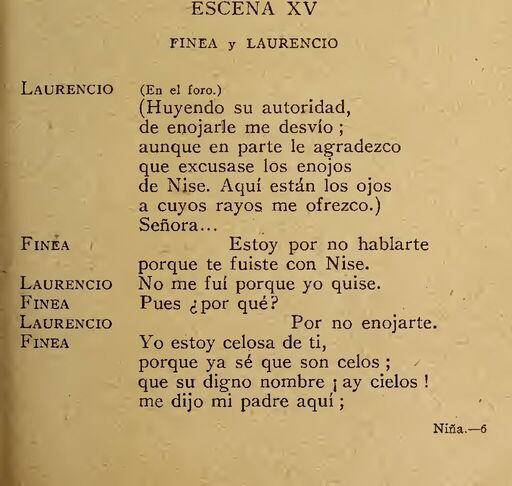 ESCENA XV
FINEA y LAURENCIO
LAURENCIO (En el foro.)
(Huyendo su autoridad,
de enojarle me desvío ;
aunque en parte le agradezco
que excusase los enojos
de Nise. Aquí están los ojos
a cuyos rayos me ofrezco.)
Señora...
FINEA Estoy por no hablarte
porque te fuiste con Nise.
LAURENCIO No me fuí porque yo quise.
FINEA Pues ¿por qué?
LAURENCIO Por no enojarte.
FINEA Yo estoy celosa de ti,
porque ya sé que son celos ;
que su digno nombre ¡ ay cielos !
me dijo mi padre aquí ;
Niña.—6